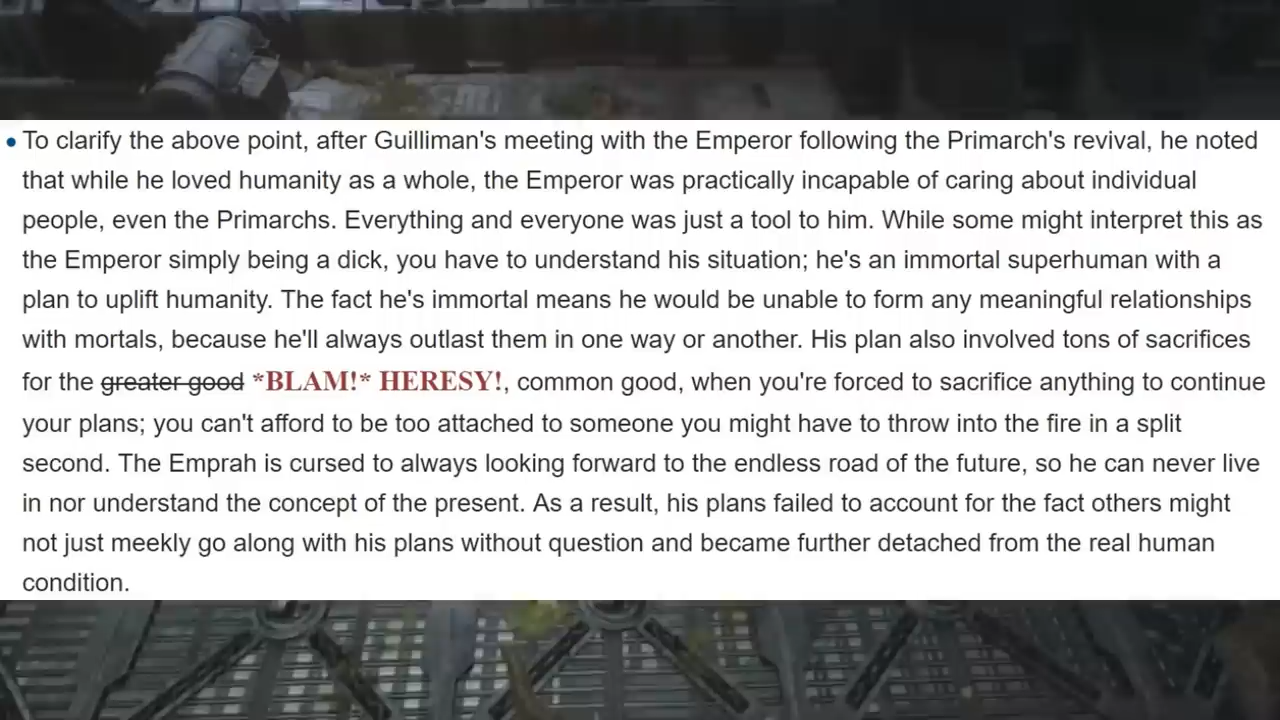 • To clarify the above point, after Guilliman's meeting with the Emperor following the Primarch's revival, he noted
that while he loved humanity as a whole, the Emperor was practically incapable of caring about individual
people, even the Primarchs. Everything and everyone was just a tool to him. While some might interpret this as
the Emperor simply being a dick, you have to understand his situation; he's an immortal superhuman with a
plan to uplift humanity. The fact he's immortal means he would be unable to form any meaningful relationships
with mortals, because he'll always outlast them in one way or another. His plan also involved tons of sacrifices
for the greater good *BLAM!* HERESY!, common good, when you're forced to sacrifice anything to continue
your plans; you can't afford to be too attached to someone you might have to throw into the fire in a split
second. The Emprah is cursed to always looking forward to the endless road of the future, so he can never live
in nor understand the concept of the present. As a result, his plans failed to account for the fact others might
not just meekly go along with his plans without question and became further detached from the real human
condition.